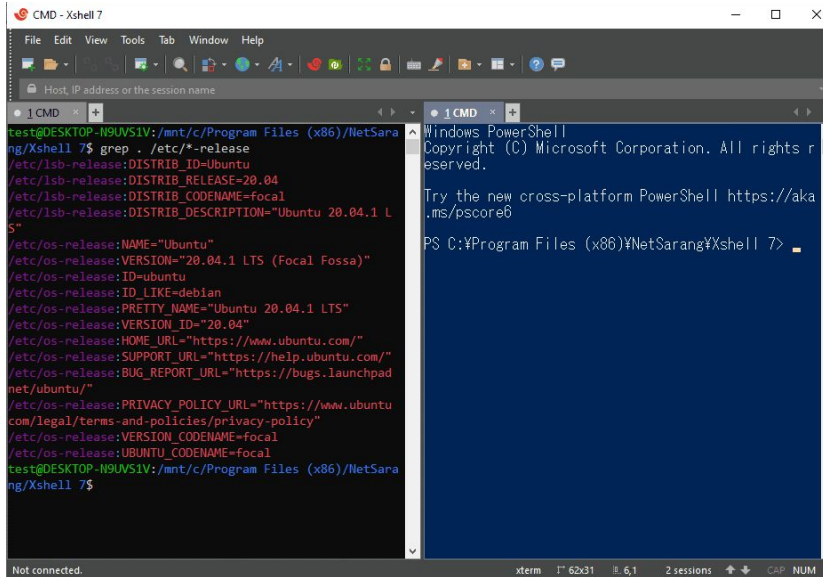 CMD - Xshell 7
File Edit View Tools Tab Window Help
Host, IP address or the session name
1 CMD
test@DESKTOP-N9UVS1V:/mnt/c/Program Files (x86)/NetSara
ng/Xshell 7$ grep . /etc/*-release
/etc/lsb-release:DISTRIB_ID=Ubuntu
/etc/lsb-release:DISTRIB_RELEASE=20.04
/etc/lsb-release:DISTRIB_CODENAME=focal
/etc/lsb-release:DISTRIB_DESCRIPTION="Ubuntu 20.04.1 L
S"
/etc/os-release:NAME="Ubuntu"
/etc/os-release:VERSION="20.04.1 LTS (Focal Fossa)"
/etc/os-release:ID=ubuntu
/etc/os-release:ID_LIKE=debian
/etc/os-release:PRETTY_NAME="Ubuntu 20.04.1 LTS"
/etc/os-release:VERSION_ID="20.04"
/etc/os-release:HOME_URL="https://www.ubuntu.com/"
/etc/os-release:SUPPORT_URL="https://help.ubuntu.com/"
/etc/os-release:BUG_REPORT_URL="https://bugs.launchpad
net/ubuntu/"
/etc/os-release:PRIVACY_POLICY_URL="https://www.ubuntu
com/legal/terms-and-policies/privacy-policy"
/etc/os-release:VERSION_CODENAME=focal
/etc/os-release:UBUNTU_CODENAME=focal
test@DESKTOP-N9UVS1V:/mnt/c/Program Files (x86)/NetSara
ng/Xshell 7$
1 CMD
Windows PowerShell
Copyright (C) Microsoft Corporation. All rights r
eserved.
Try the new cross-platform PowerShell https://aka
.ms/pscore6
PS C:¥Program Files (x86)¥NetSarang¥Xshell 7>
Not connected. xterm 62x31 6,1 2 sessions CAP NUM